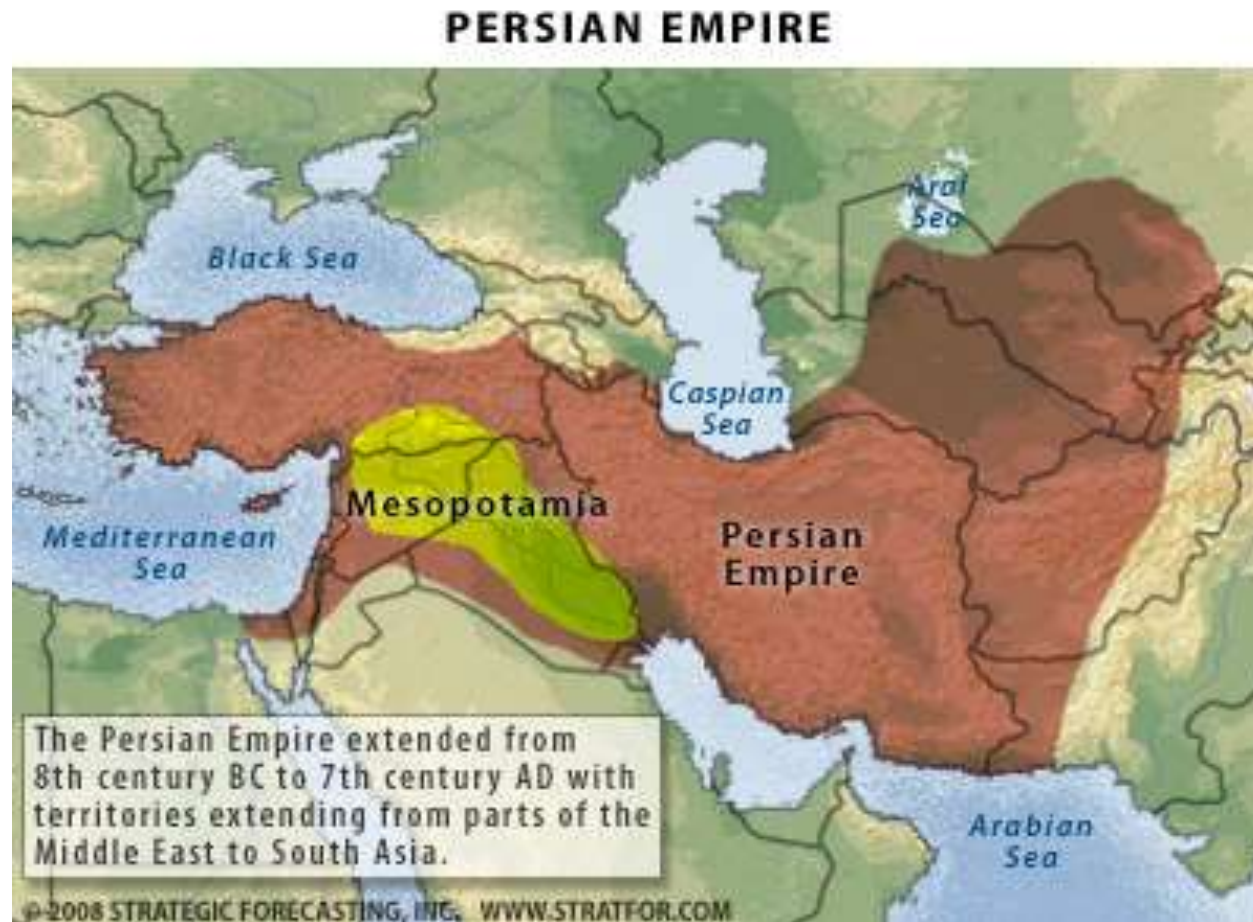 PERSIAN EMPIRE
Aral
Sea
Black Sea
Caspian
Sea
Mesopotamia
Mediterranean
Sea
Persian
Empire
The Persian Empire extended from
8th century BC to 7th century AD with
territories extending from parts of the
Middle East to South Asia.
Arabian
Sea
© 2008 STRATEGIC FORECASTING, INC. WWW.STRATFOR.COM